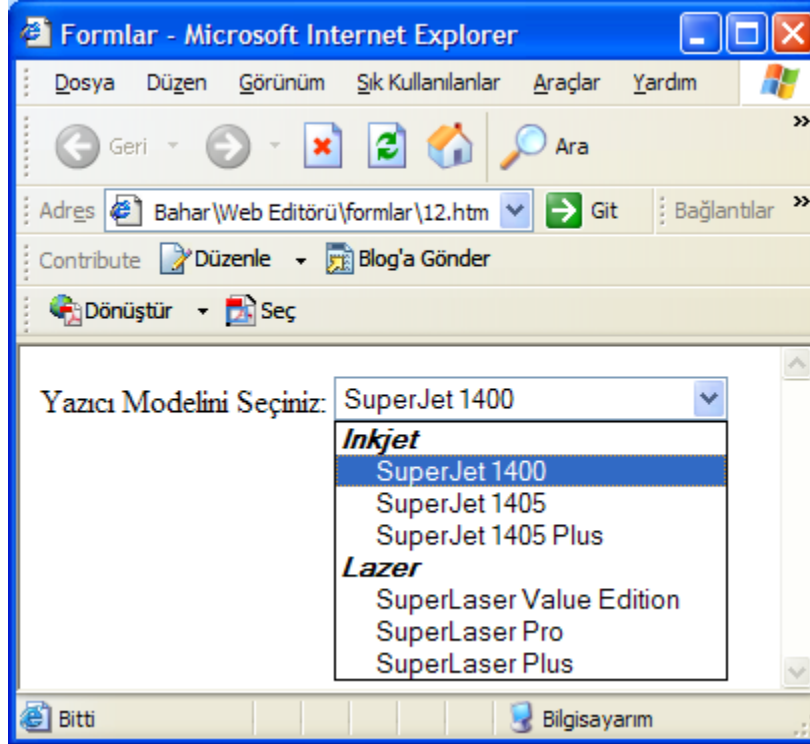 Formlar - Microsoft Internet Explorer
Dosya Düzen Görünüm Sık Kullanılanlar Araçlar Yardım
Geri Ara »
Adres Bahar\Web Editörü\formlar\12.htm Git Bağlantılar »
Contribute Düzenle Blog'a Gönder
Dönüştür Seç
Yazıcı Modelini Seçiniz: SuperJet 1400
Inkjet
SuperJet 1400
SuperJet 1405
SuperJet 1405 Plus
Lazer
SuperLaser Value Edition
SuperLaser Pro
SuperLaser Plus
Bitti Bilgisayarım